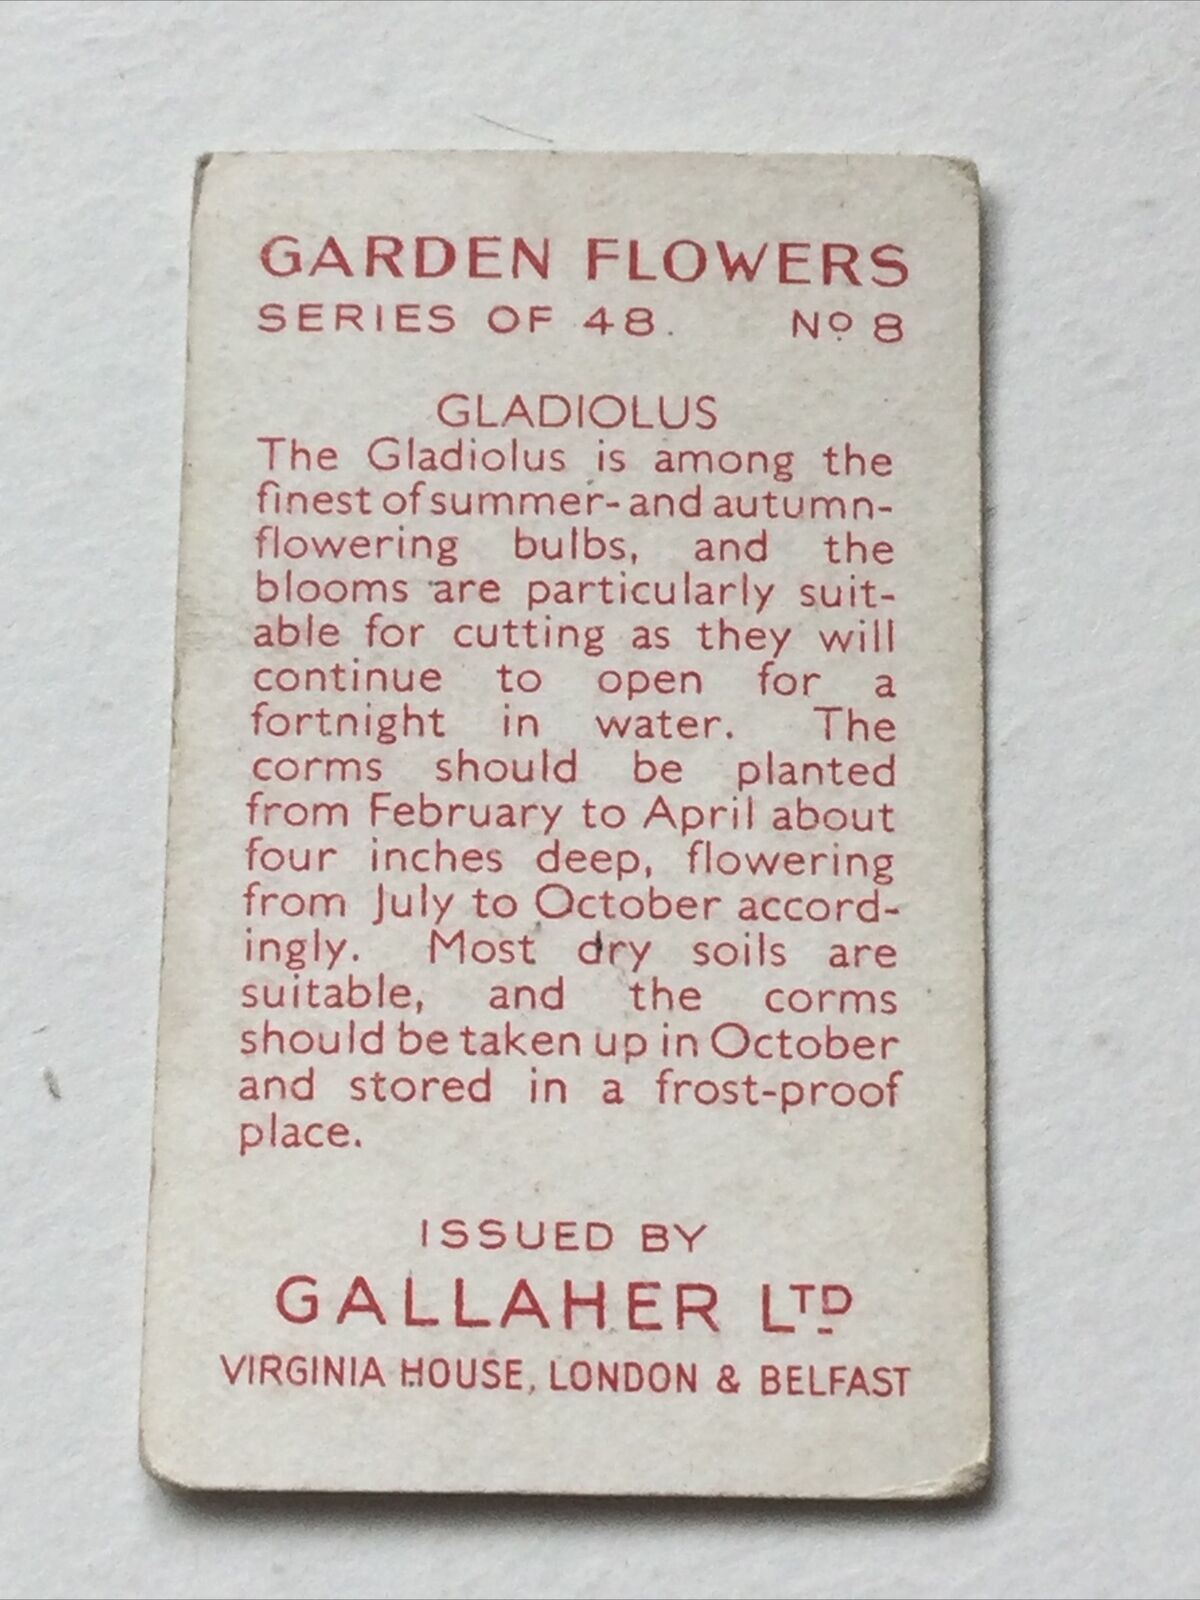 GARDEN FLOWERS
SERIES OF 48. Nº 8
GLADIOLUS
The Gladiolus is among the
finest of summer- and autumn-
flowering bulbs, and the
blooms are particularly suit-
able for cutting as they will
continue to open for a
fortnight in water. The
corms should be planted
from February to April about
four inches deep, flowering
from July to October accord-
ingly. Most dry soils are
suitable, and the corms
should be taken up in October
and stored in a frost-proof
place.
ISSUED BY
GALLAHER LTD
VIRGINIA HOUSE, LONDON & BELFAST